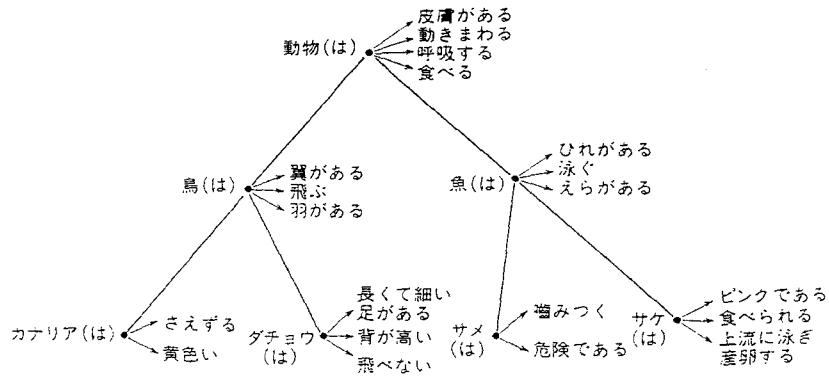 動物(は)
皮膚がある
動きまわる
呼吸する
食べる
鳥(は)
翼がある
飛ぶ
羽がある
魚(は)
ひれがある
泳ぐ
えらがある
カナリア(は)
さえずる
黄色い
ダチョウ
(は)
長くて細い
足がある
背が高い
飛べない
サメ
(は)
嚙みつく
危険である
サケ
(は)
ピンクである
食べられる
上流に泳ぎ
産卵する